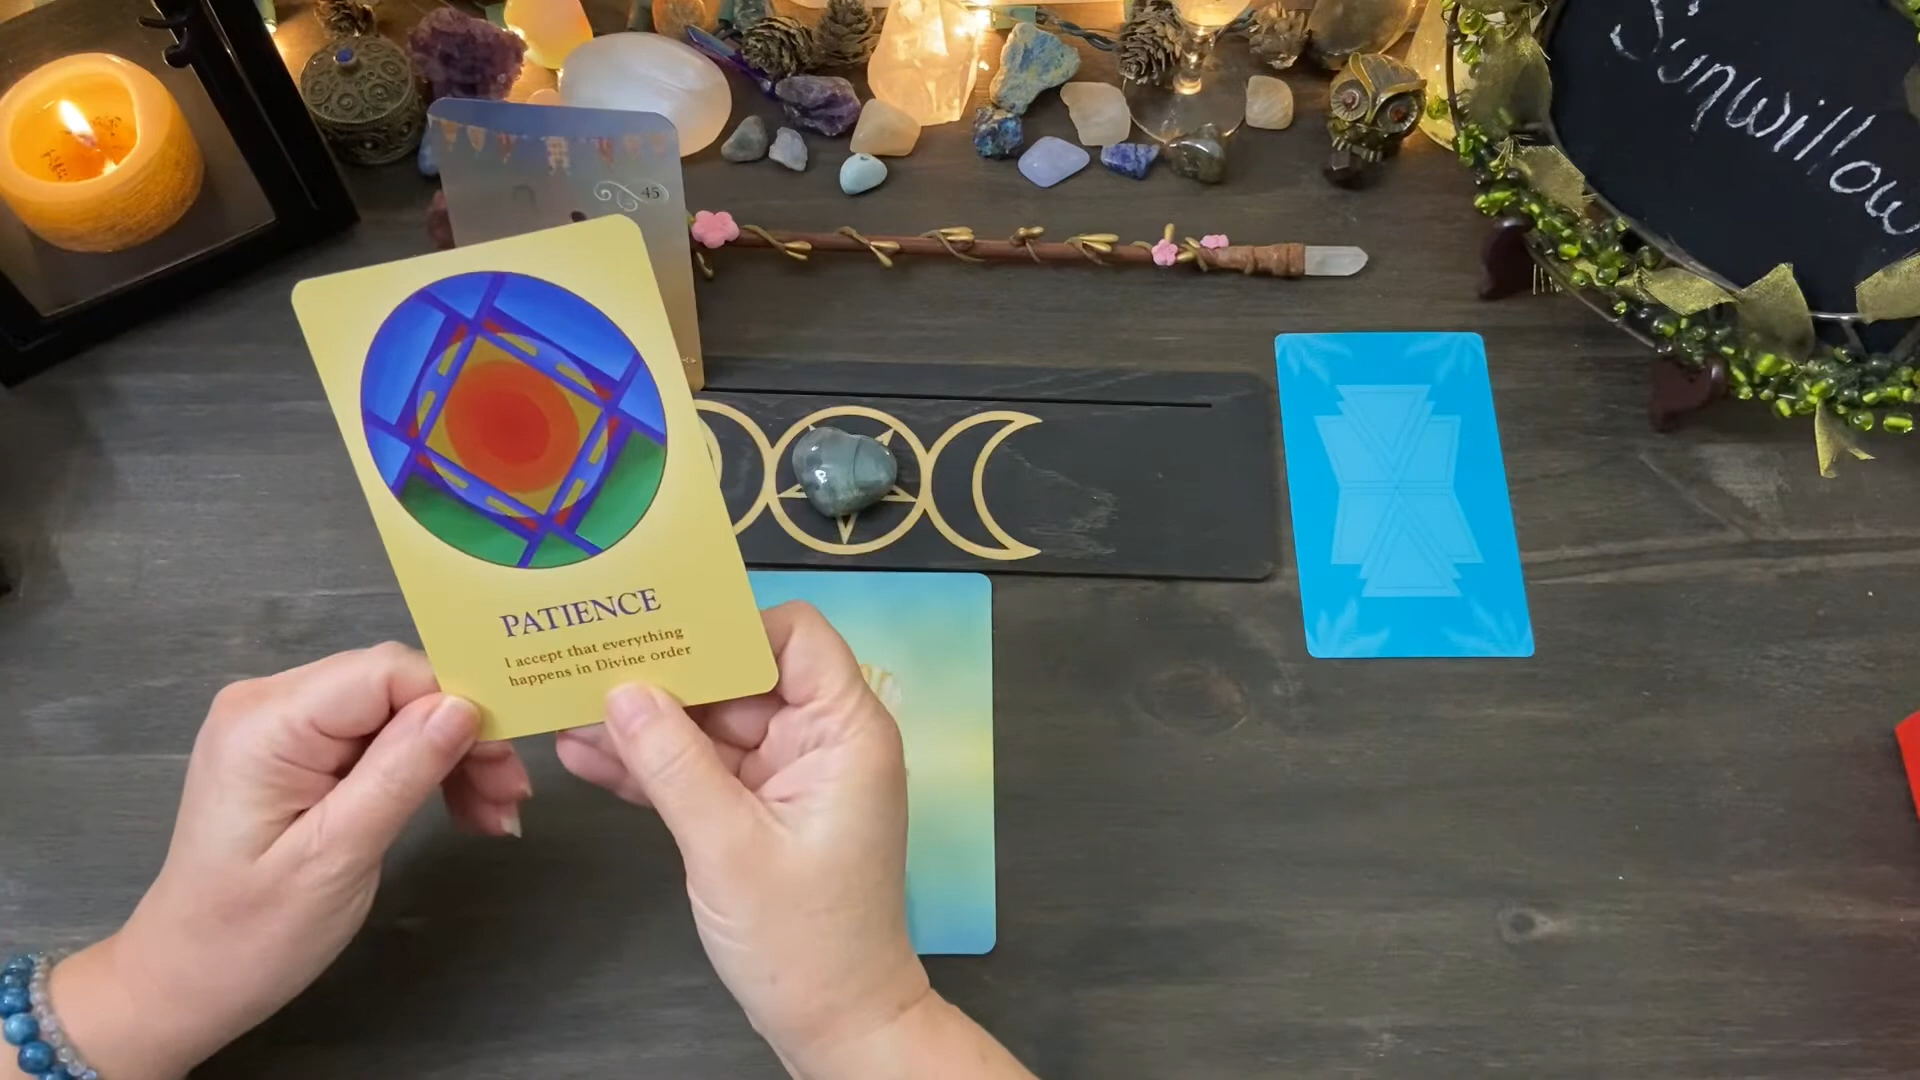 Sunwillow
45
PATIENCE
I accept that everything
happens in Divine order